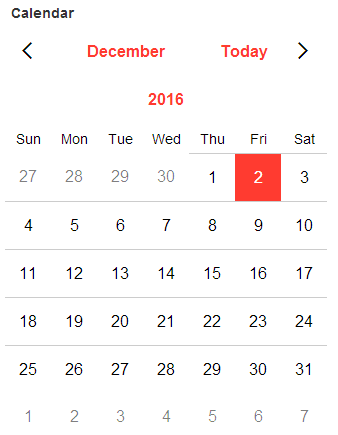 Calendar
December Today
2016
Sun Mon Tue Wed Thu Fri Sat
27 28 29 30 1 2 3
4 5 6 7 8 9 10
11 12 13 14 15 16 17
18 19 20 21 22 23 24
25 26 27 28 29 30 31
1 2 3 4 5 6 7